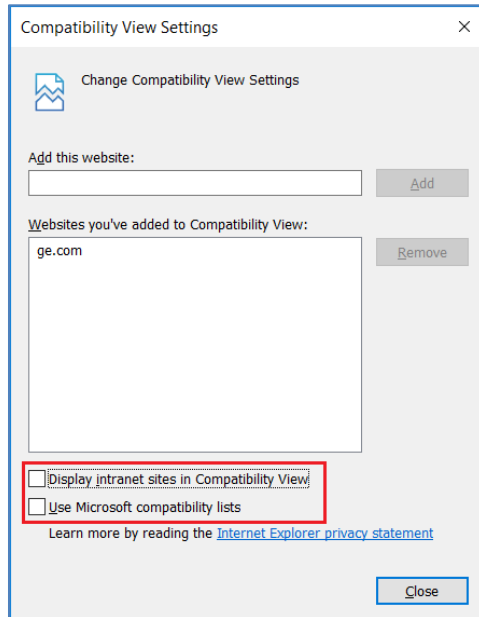 Compatibility View Settings
Change Compatibility View Settings
Add this website:
Add
Websites you've added to Compatibility View:
ge.com
Remove
Display intranet sites in Compatibility View
Use Microsoft compatibility lists
Learn more by reading the Internet Explorer privacy statement
Close